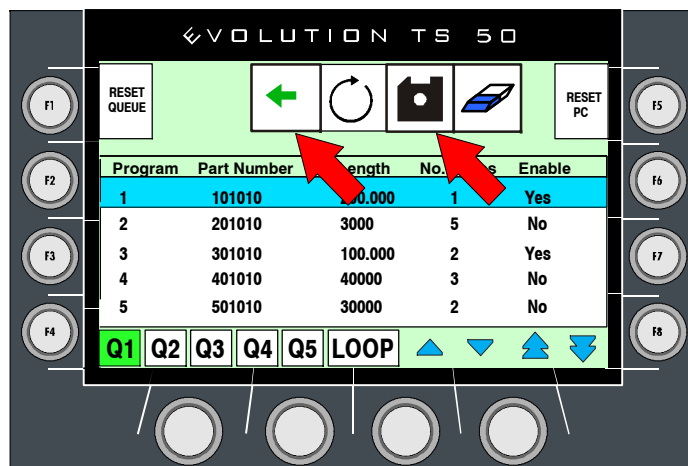 EVOLUTION TS 50
F1
RESET
QUEUE
RESET
PC
F5
Program Part Number
Enable
F2
1 101010 1 Yes
F6
2 201010 3000 5 No
F3
3 301010 100.000 2 Yes
F7
4 401010 40000 3 No
5 501010 30000 2 No
F4
Q1 Q2 Q3 Q4 Q5 LOOP
F8